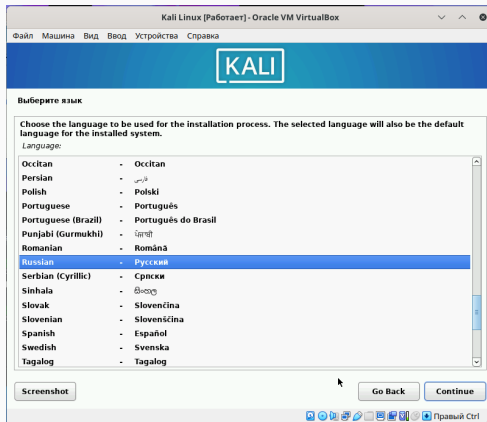 Kali Linux [Работает] - Oracle VM VirtualBox
Файл Машина Вид Ввод Устройства Справка
KALI
Выберите язык
Choose the language to be used for the installation process. The selected language will also be the default
language for the installed system.
Language:
Occitan - Occitan
Persian - فارسی
Polish - Polski
Portuguese - Português
Portuguese (Brazil) - Português do Brasil
Punjabi (Gurmukhi) - ਪੰਜਾਬੀ
Romanian - Română
Russian - Русский
Serbian (Cyrillic) - Српски
Sinhala - සිංහල
Slovak - Slovenčina
Slovenian - Slovenščina
Spanish - Español
Swedish - Svenska
Tagalog - Tagalog
Screenshot Go Back Continue
Правый Ctrl